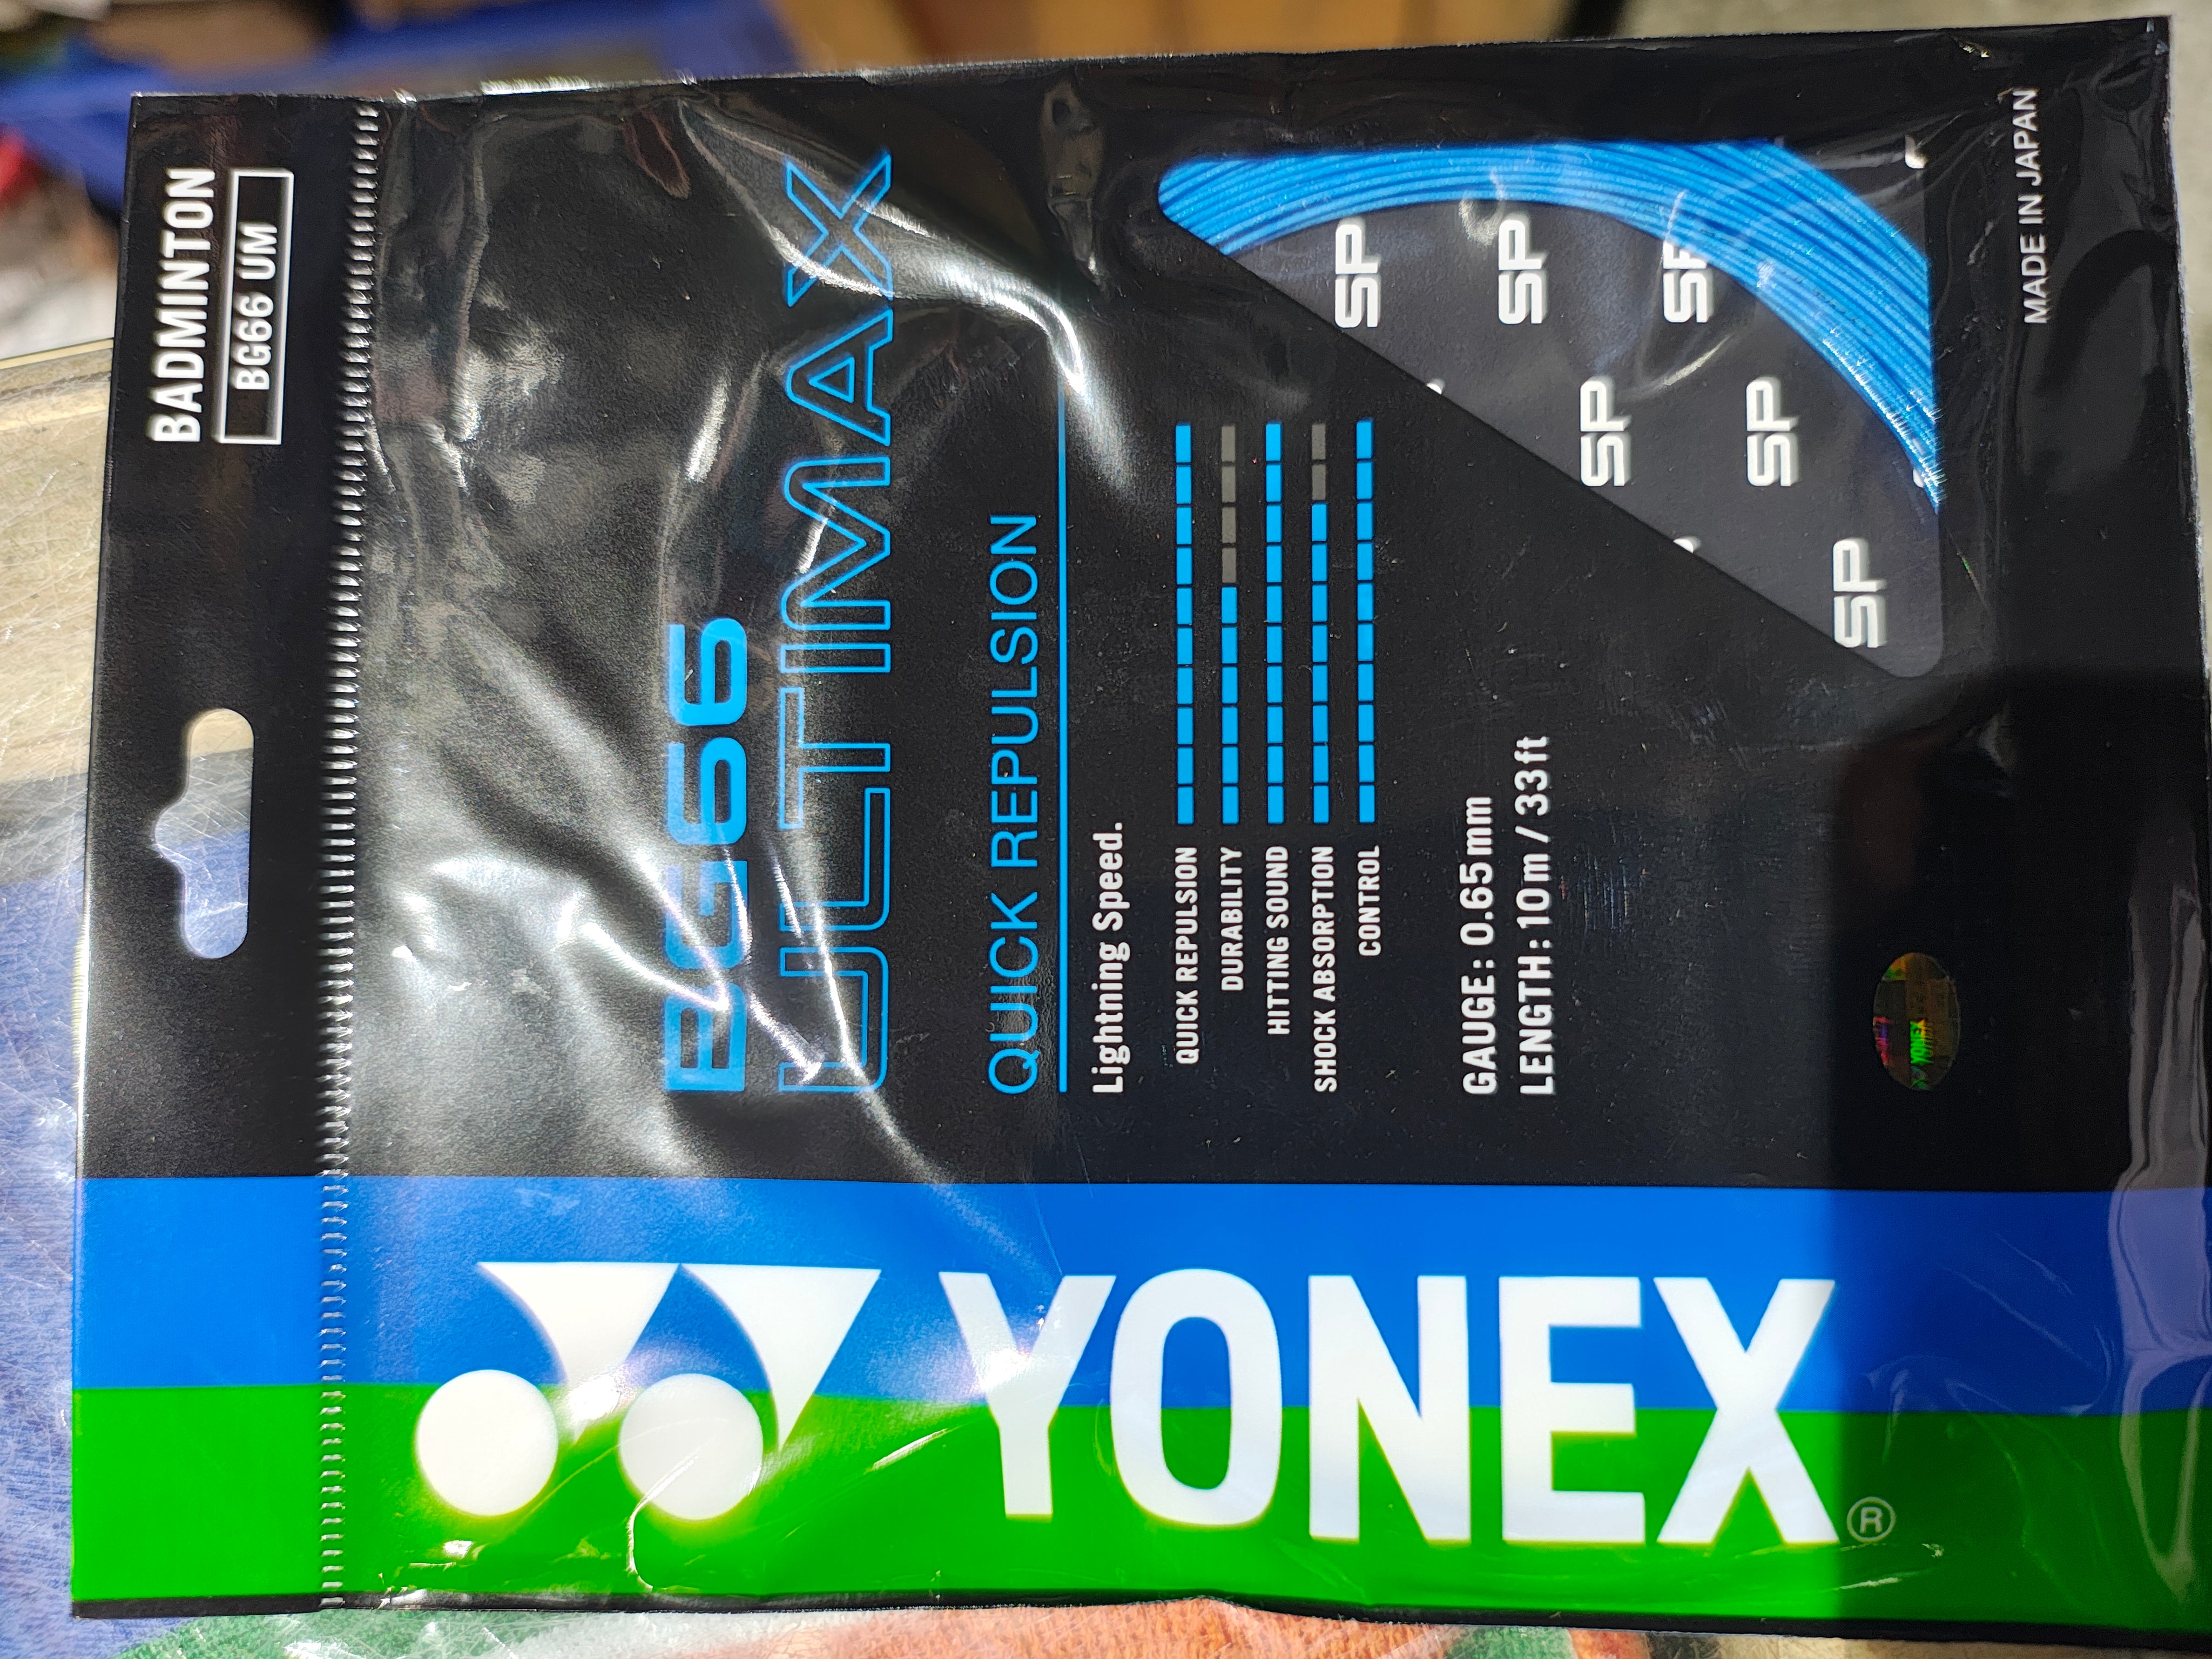 BADMINTON
BG66 UM
BG66
ULTIMAX
QUICK REPULSION
Lightning Speed.
QUICK REPULSION
DURABILITY
HITTING SOUND
SHOCK ABSORPTION
CONTROL
GAUGE: 0.65mm
LENGTH: 10m / 33ft
SP
SP
SP
SP
SP
SP
YONEX
MADE IN JAPAN
YONEX ®